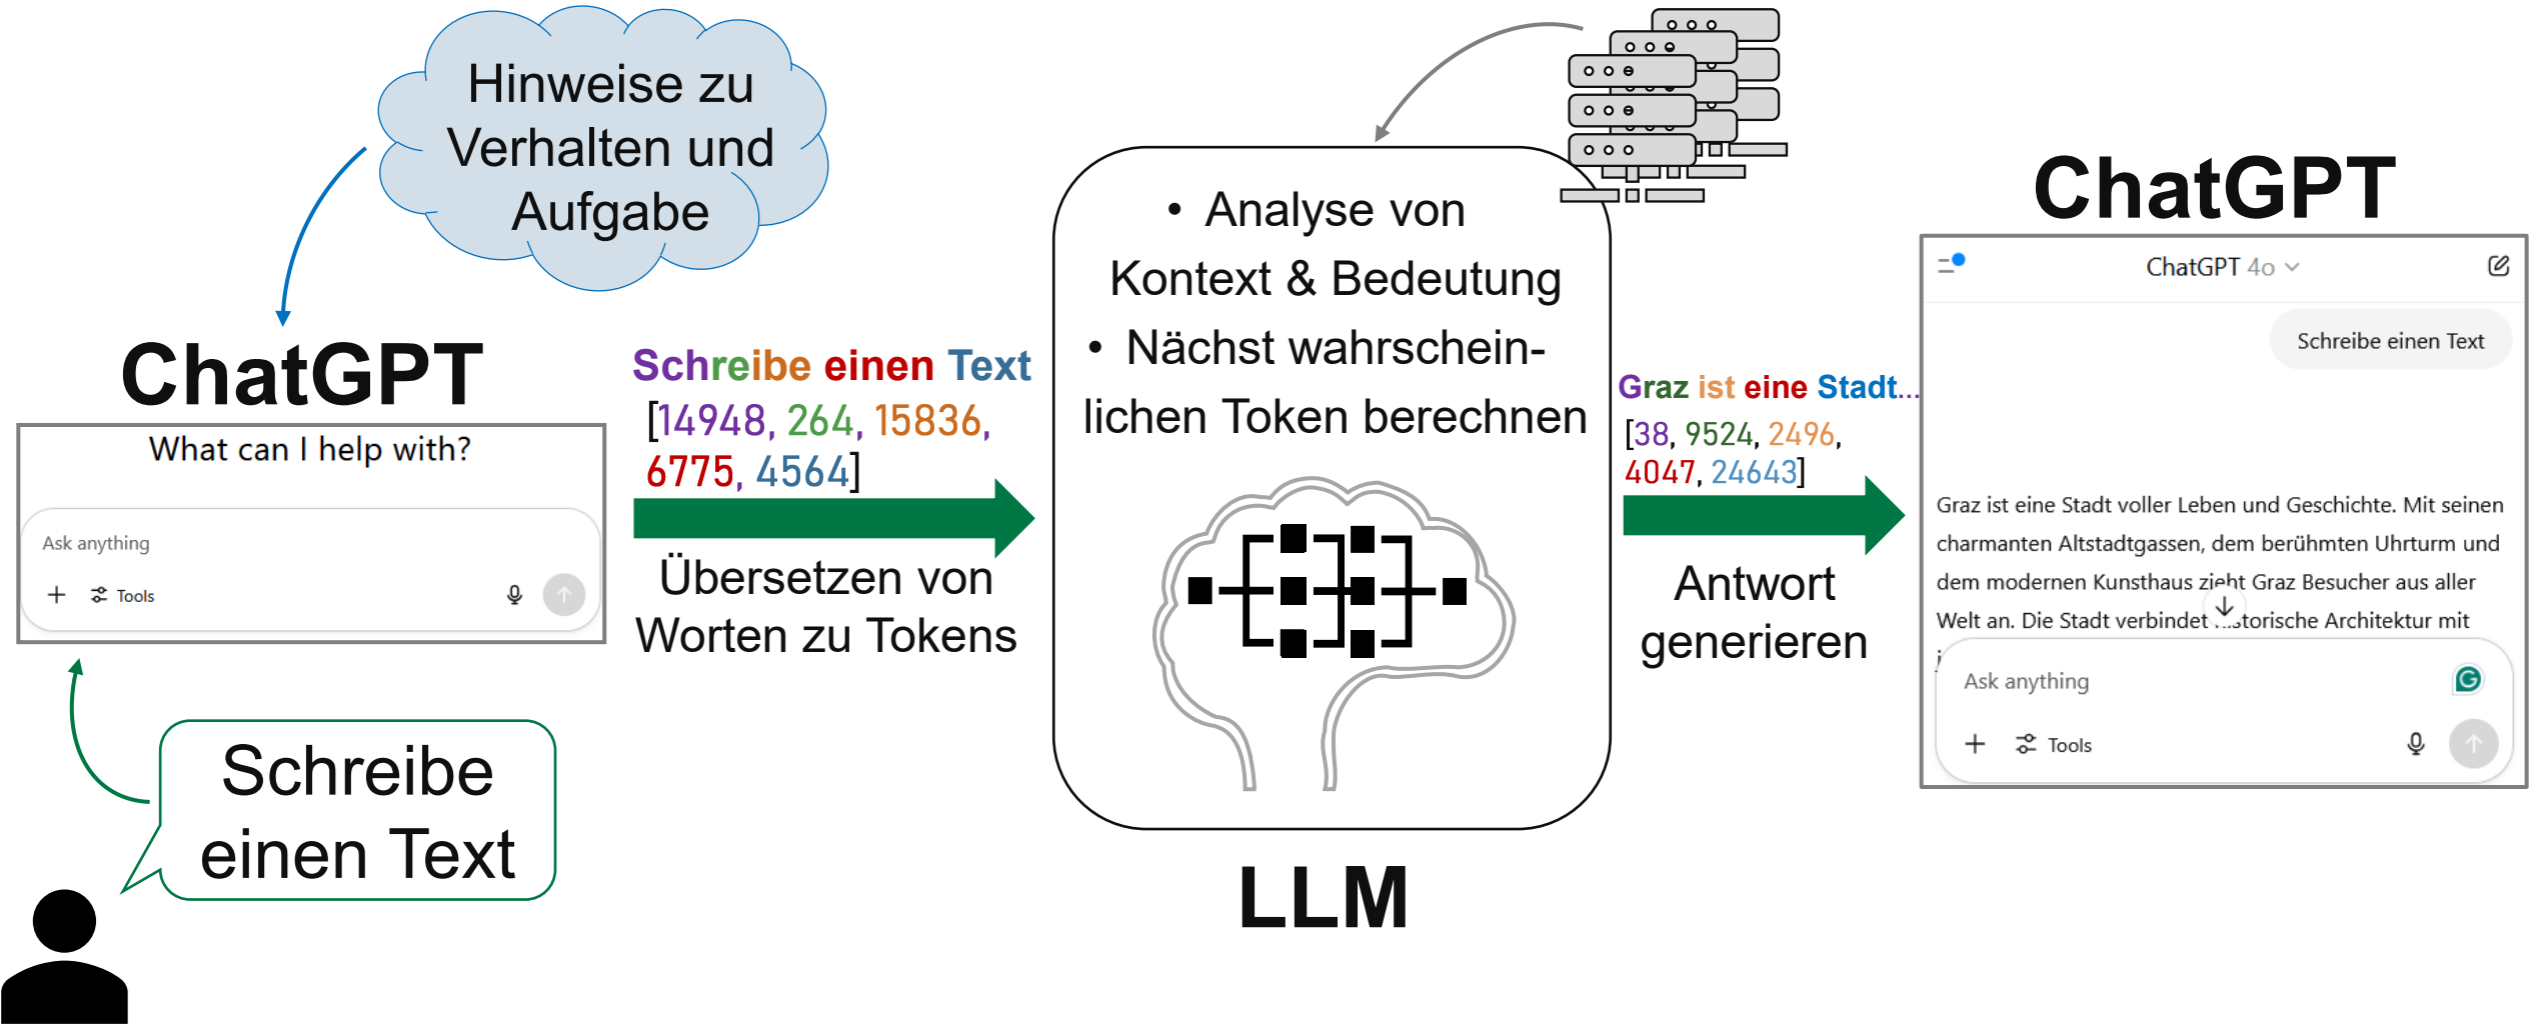 Hinweise zu
Verhalten und
Aufgabe
ChatGPT
What can I help with?
Ask anything
Tools
Schreibe
einen Text
Schreibe einen Text
[14948, 264, 15836,
6775, 4564]
Übersetzen von
Worten zu Tokens
• Analyse von
Kontext & Bedeutung
• Nächst wahrschein-
lichen Token berechnen
LLM
Graz ist eine Stadt...
[38, 9524, 2496,
4047, 24643]
Antwort
generieren
ChatGPT
ChatGPT 4o
Schreibe einen Text
Graz ist eine Stadt voller Leben und Geschichte. Mit seinen
charmanten Altstadtgassen, dem berühmten Uhrturm und
dem modernen Kunsthaus zieht Graz Besucher aus aller
Welt an. Die Stadt verbindet historische Architektur mit
Ask anything
Tools